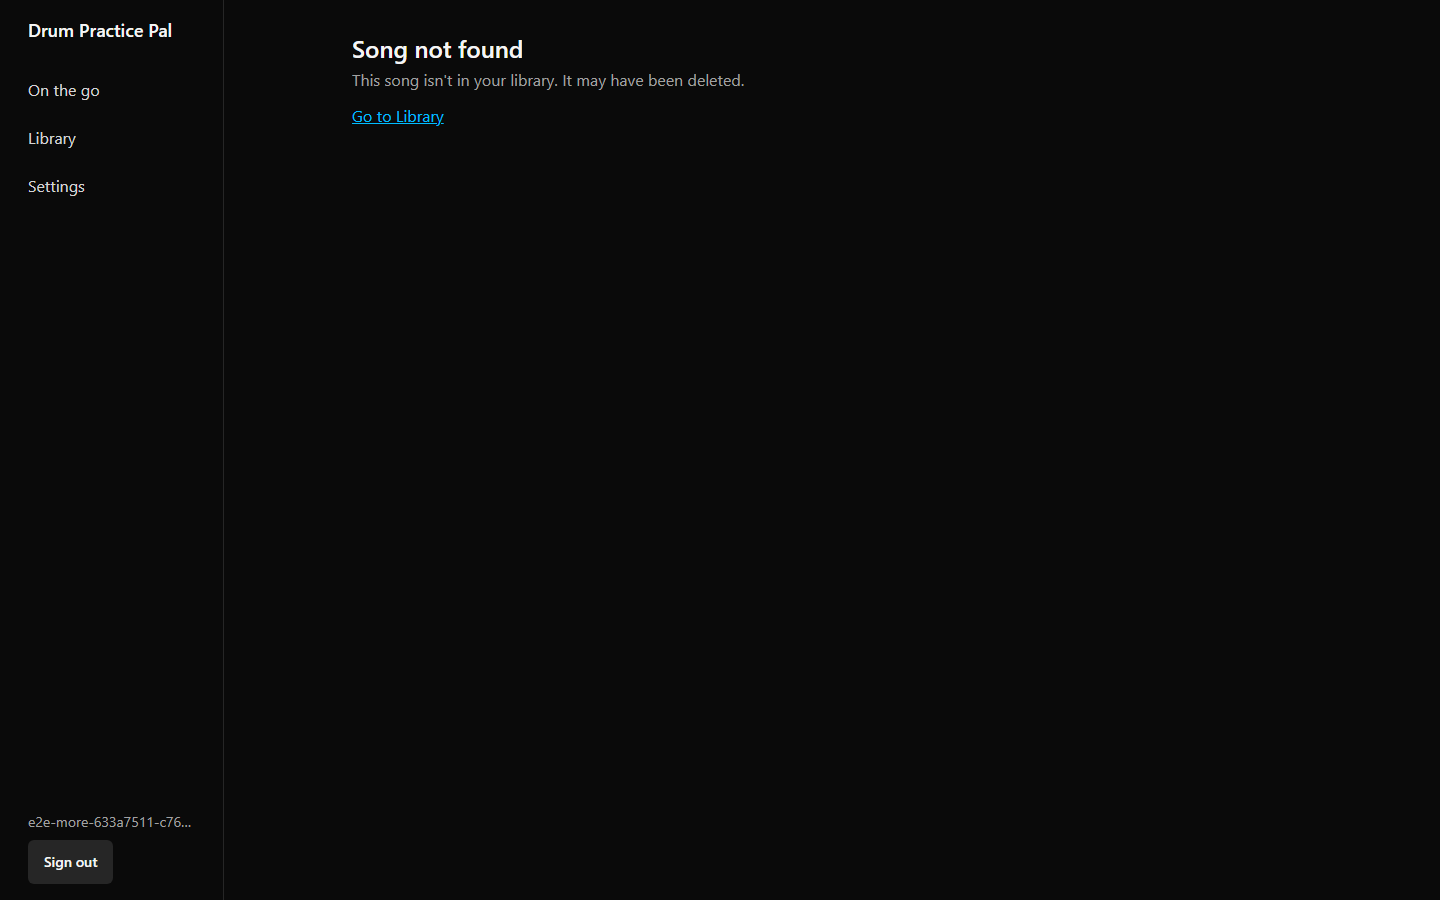 Drum Practice Pal
On the go
Library
Settings
Song not found
This song isn't in your library. It may have been deleted.
Go to Library
e2e-more-633a7511-c76...
Sign out